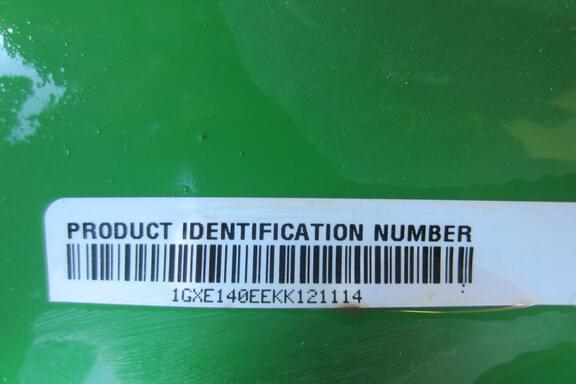 PRODUCT IDENTIFICATION NUMBER
1GXE140EEKK121114